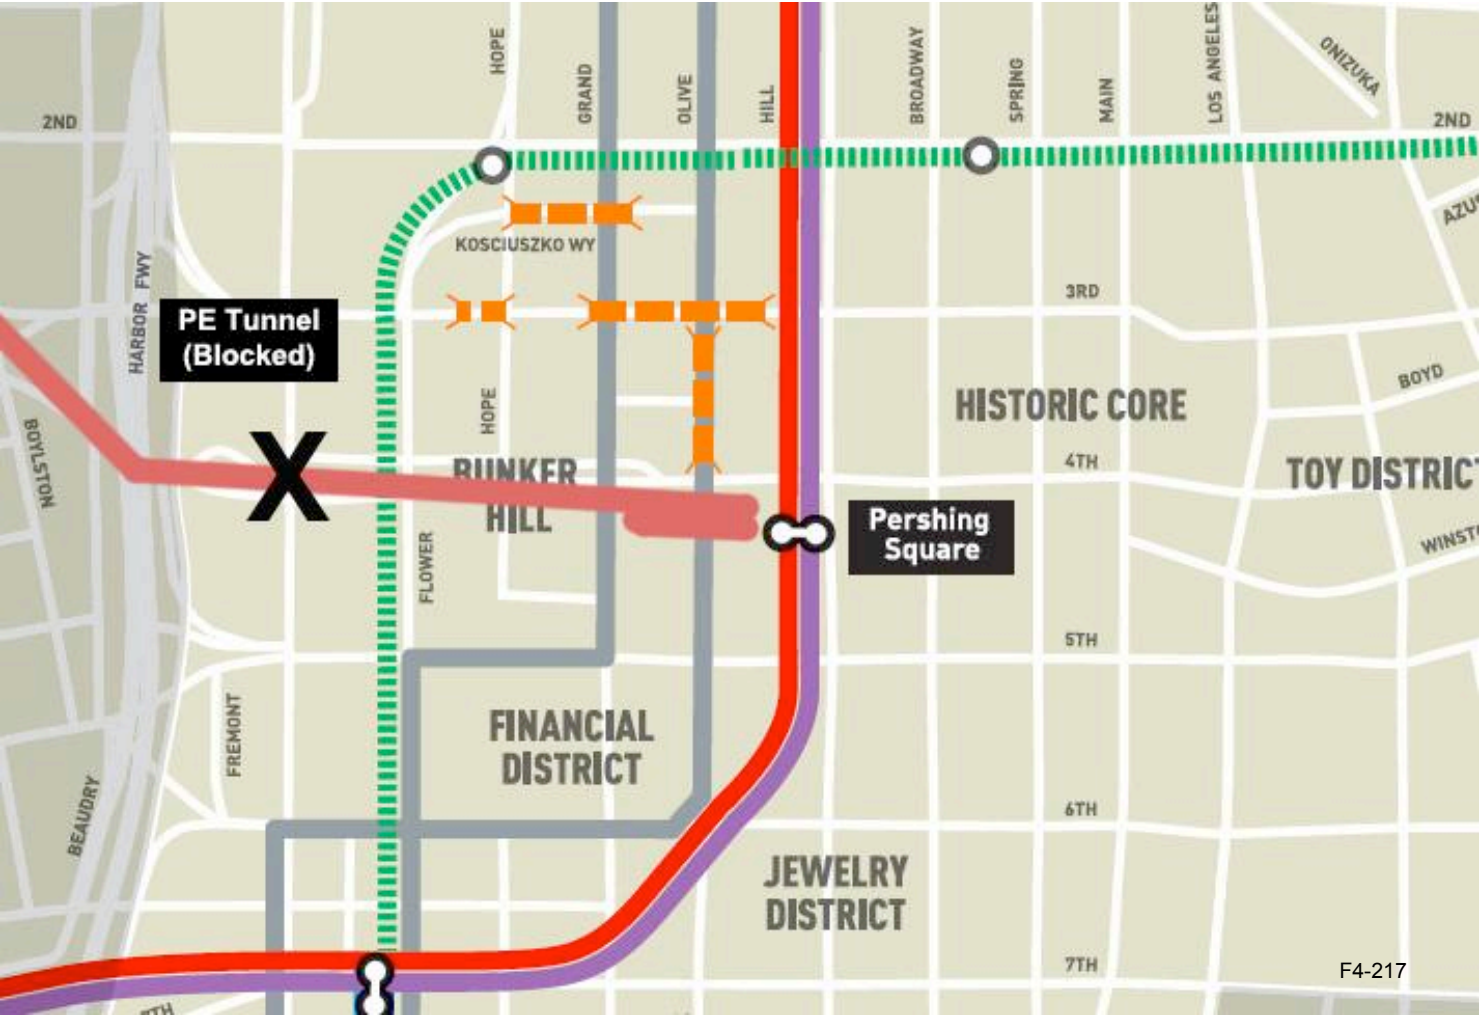 HOPE
GRAND
OLIVE
HILL
BROADWAY
SPRING
MAIN
LOS ANGELES
ONIZUKA
2ND
2ND
KOSCIUSZKO WY
HARBOR FWY
PE Tunnel
(Blocked)
3RD
BOYD
HOPE
HISTORIC CORE
BOYLSTON
X
BUNKER
HILL
4TH
TOY DISTRICT
Pershing
Square
FLOWER
5TH
FREMONT
FINANCIAL
DISTRICT
BEAUDRY
6TH
JEWELRY
DISTRICT
7TH
F4-217